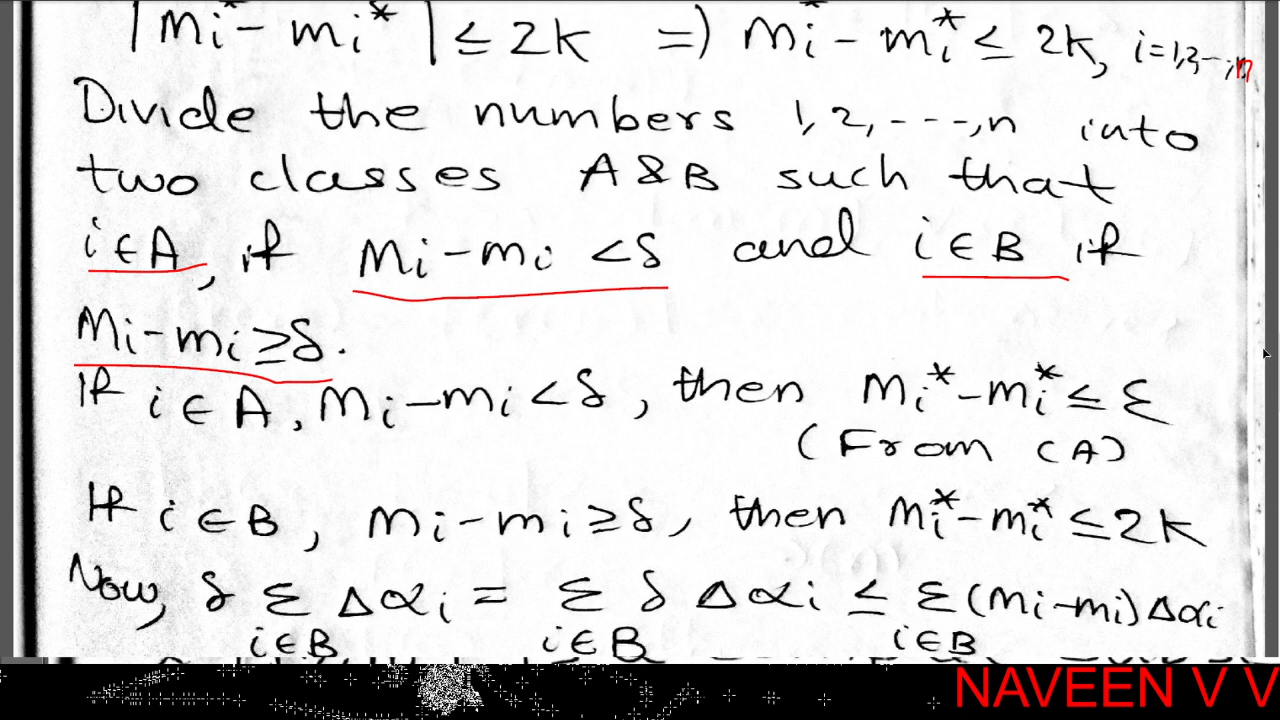 |Mi* - mi*| ≤ 2K ⇒ Mi* - mi* ≤ 2K, i=1,2,--,n
Divide the numbers 1,2,----,n into
two classes A & B such that
i∈A, if Mi - mi < δ and i∈B if
Mi - mi ≥ δ.
If i∈A, Mi - mi < δ, then Mi* - mi* ≤ ε
(From (A)
If i∈B, Mi - mi ≥ δ, then Mi* - mi* ≤ 2K
Now, δ Σ Δαi = Σ δ Δαi ≤ Σ (Mi - mi) Δαi
i∈B i∈B i∈B
NAVEEN V V